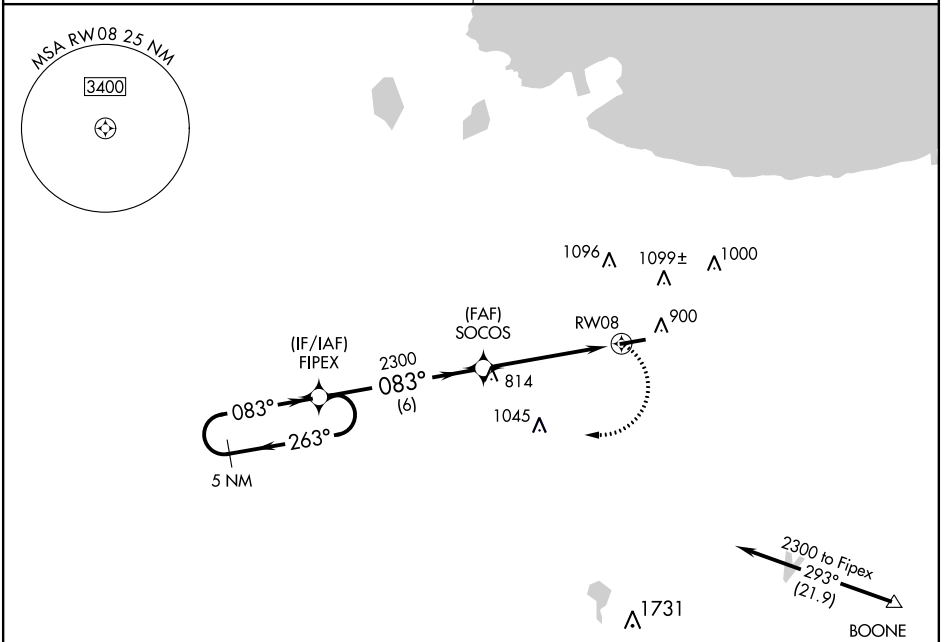 MSA RW08 25 NM
3400
1096
1099±
1000
900
RW08
(FAF)
SOCOS
(IF/IAF)
FIPEX
2300
083°
(6)
814
083°
1045
263°
5 NM
2300 to Fipex
293°
(21.9)
1731
BOONE